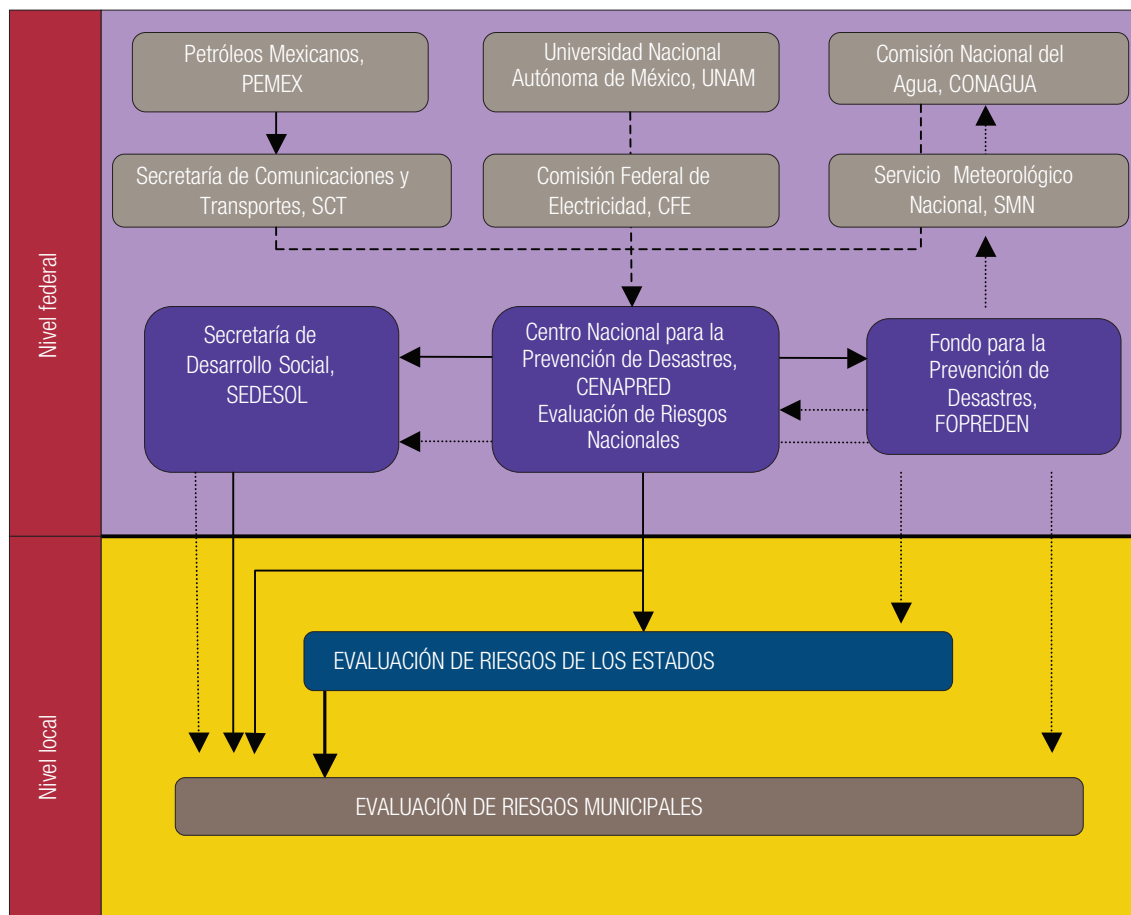 Nivel federal
Petróleos Mexicanos,
PEMEX
Universidad Nacional
Autónoma de México, UNAM
Comisión Nacional del
Agua, CONAGUA
Secretaría de Comunicaciones y
Transportes, SCT
Comisión Federal de
Electricidad, CFE
Servicio Meteorológico
Nacional, SMN
Secretaría de
Desarrollo Social,
SEDESOL
Centro Nacional para la
Prevención de Desastres,
CENAPRED
Evaluación de Riesgos
Nacionales
Fondo para la
Prevención de
Desastres,
FOPREDEN
Nivel local
EVALUACIÓN DE RIESGOS DE LOS ESTADOS
EVALUACIÓN DE RIESGOS MUNICIPALES